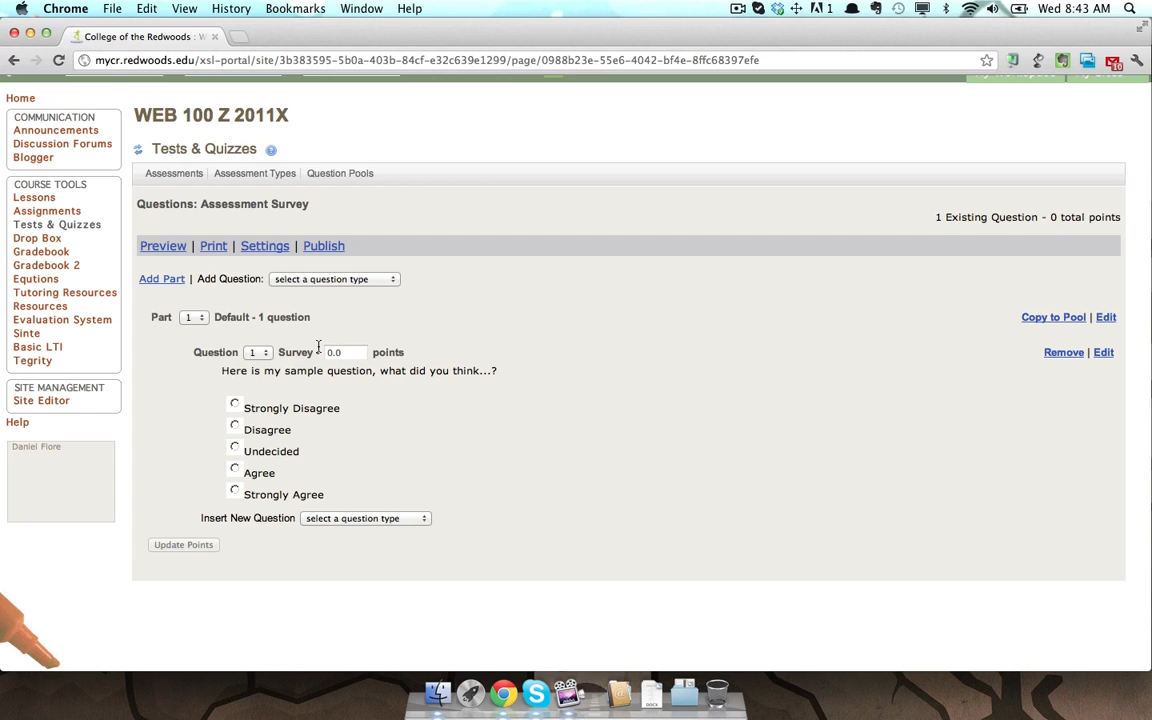 Chrome File Edit View History Bookmarks Window Help 1 Wed 8:43 AM
College of the Redwoods : W
mycr.redwoods.edu/xsl-portal/site/3b383595-5b0a-403b-84cf-e32c639e1299/page/0988b23e-55e6-4042-bf4e-8ffc68397efe
Home
COMMUNICATION
Announcements
Discussion Forums
Blogger
COURSE TOOLS
Lessons
Assignments
Tests & Quizzes
Drop Box
Gradebook
Gradebook 2
Equtions
Tutoring Resources
Resources
Evaluation System
Sinte
Basic LTI
Tegrity
SITE MANAGEMENT
Site Editor
Help
Daniel Fiore
WEB 100 Z 2011X
Tests & Quizzes
Assessments Assessment Types Question Pools
Questions: Assessment Survey
1 Existing Question - 0 total points
Preview | Print | Settings | Publish
Add Part | Add Question: select a question type
Part 1 Default - 1 question Copy to Pool | Edit
Question 1 Survey - 0.0 points Remove | Edit
Here is my sample question, what did you think...?
Strongly Disagree
Disagree
Undecided
Agree
Strongly Agree
Insert New Question select a question type
Update Points